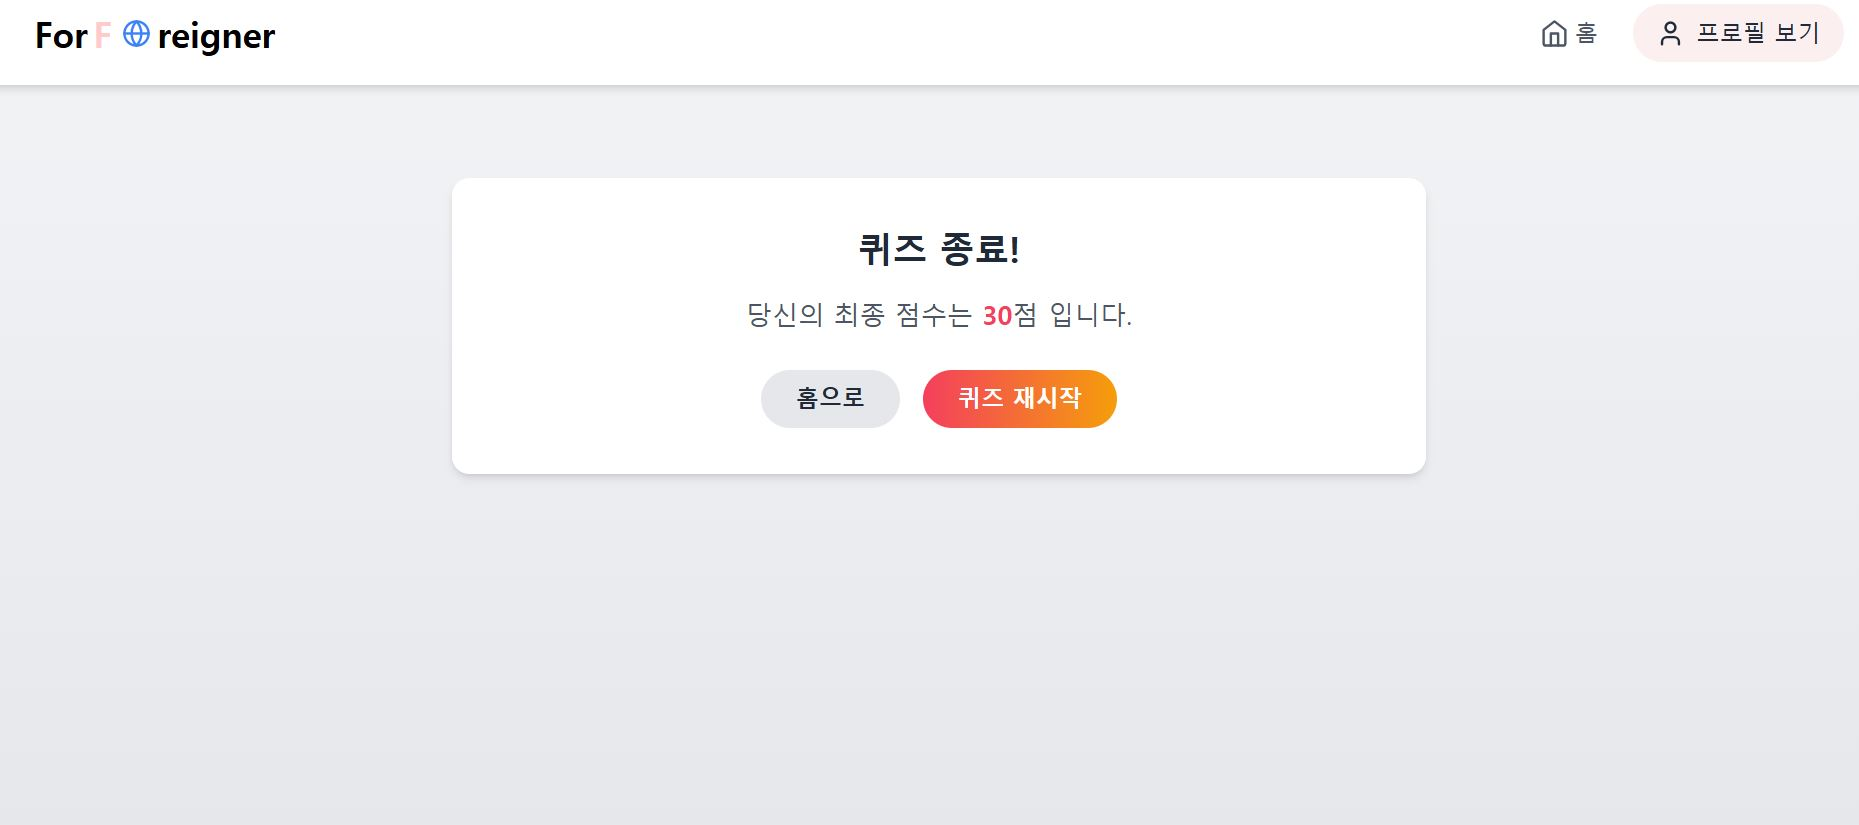 For F reigner
홈
프로필 보기
퀴즈 종료!
당신의 최종 점수는 30점 입니다.
홈으로
퀴즈 재시작